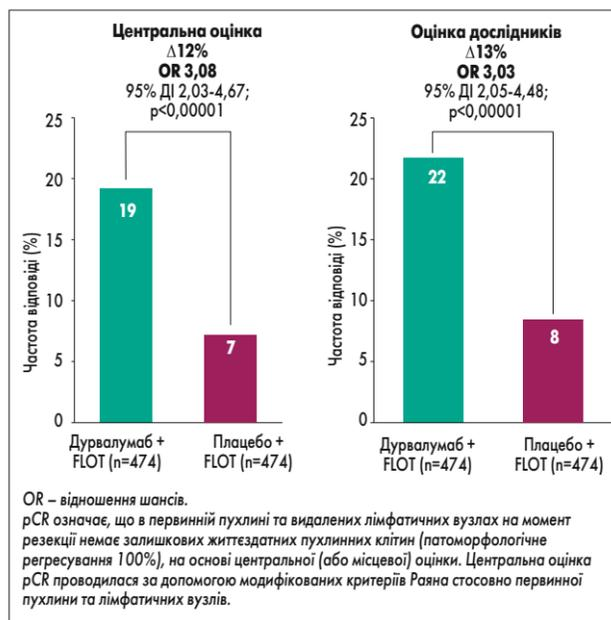 Центральна оцінка
Δ12%
OR 3,08
95% ДІ 2,03-4,67;
p<0,00001
Частота відповіді (%)
25
20
15
10
5
0
19
7
Дурвалумаб +
FLOT (n=474)
Плацебо +
FLOT (n=474)
Оцінка дослідників
Δ13%
OR 3,03
95% ДІ 2,05-4,48;
p<0,00001
Частота відповіді (%)
25
20
15
10
5
0
22
8
Дурвалумаб +
FLOT (n=474)
Плацебо +
FLOT (n=474)
OR – відношення шансів.
pCR означає, що в первинній пухлині та видалених лімфатичних вузлах на момент
резекції немає залишкових життєздатних пухлинних клітин (патоморфологічне
регресування 100%), на основі центральної (або місцевої) оцінки. Центральна оцінка
pCR проводилася за допомогою модифікованих критеріїв Раяна стосовно первинної
пухлини та лімфатичних вузлів.